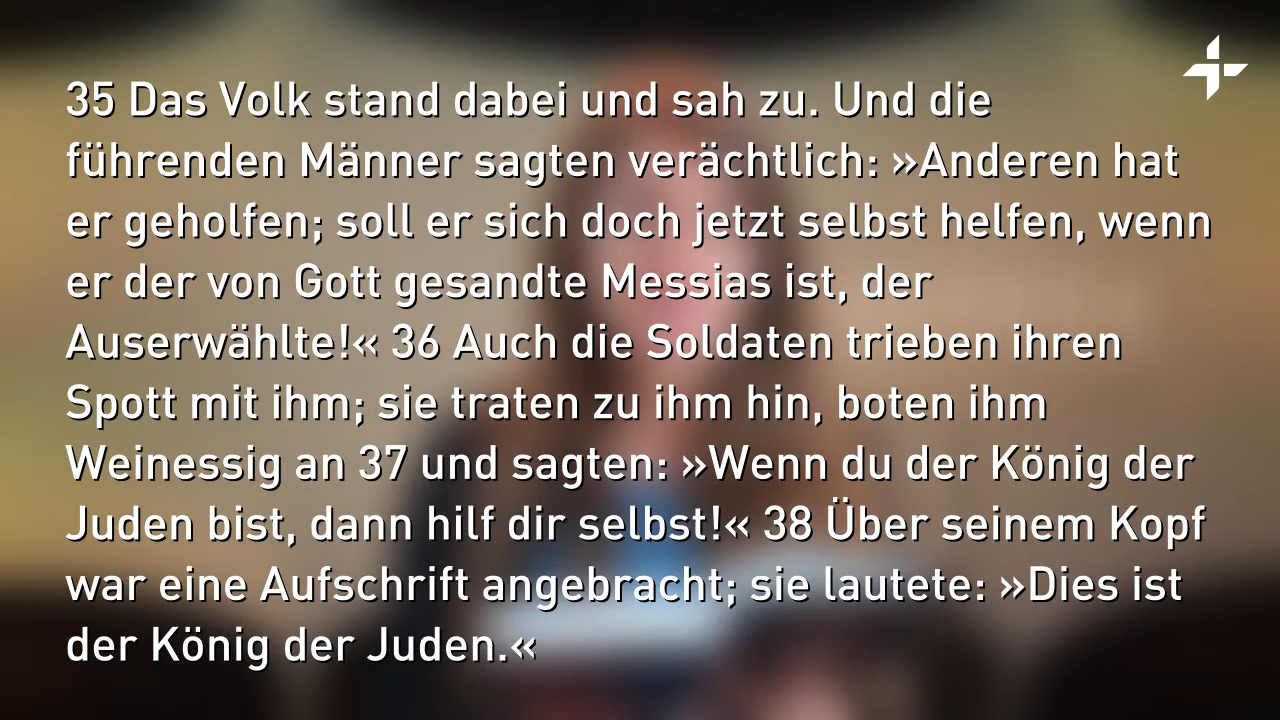 35 Das Volk stand dabei und sah zu. Und die
führenden Männer sagten verächtlich: »Anderen hat
er geholfen; soll er sich doch jetzt selbst helfen, wenn
er der von Gott gesandte Messias ist, der
Auserwählte!« 36 Auch die Soldaten trieben ihren
Spott mit ihm; sie traten zu ihm hin, boten ihm
Weinessig an 37 und sagten: »Wenn du der König der
Juden bist, dann hilf dir selbst!« 38 Über seinem Kopf
war eine Aufschrift angebracht; sie lautete: »Dies ist
der König der Juden.«